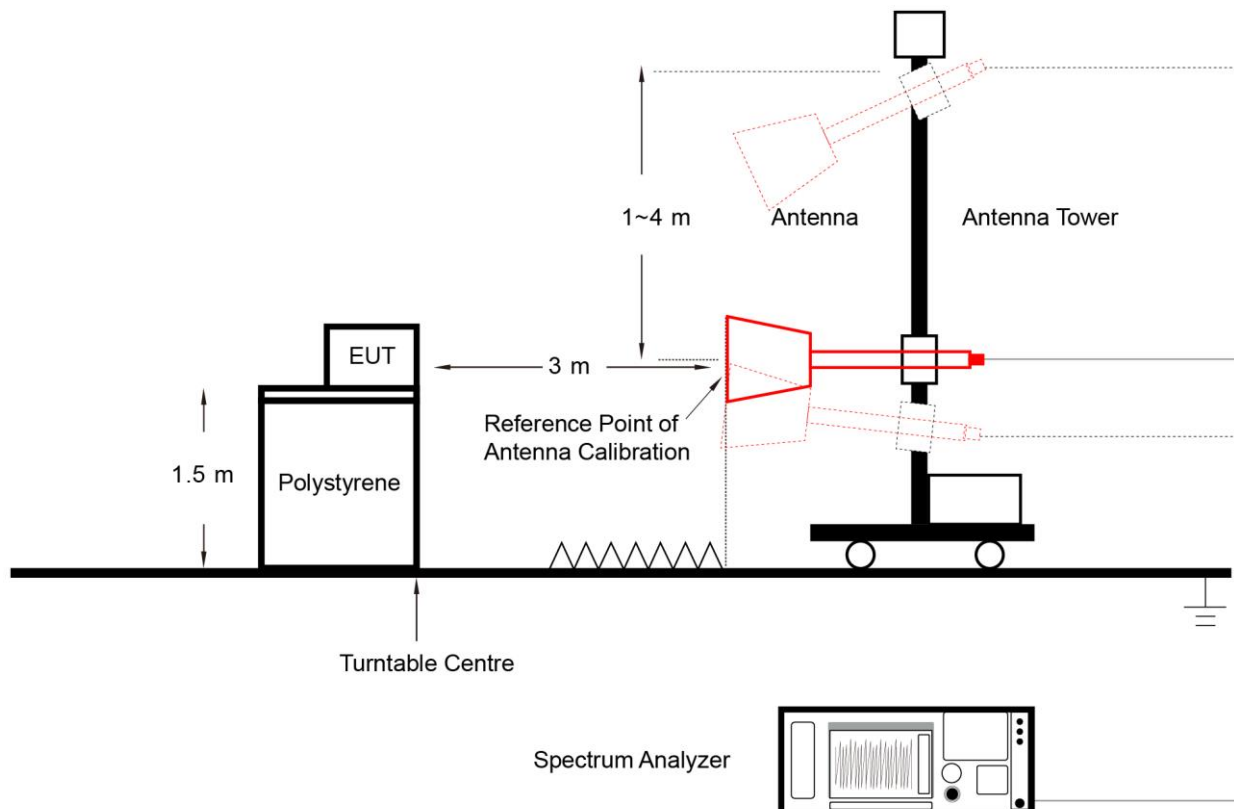 1~4 m
Antenna
Antenna Tower
EUT
3 m
Reference Point of
Antenna Calibration
1.5 m
Polystyrene
Turntable Centre
Spectrum Analyzer